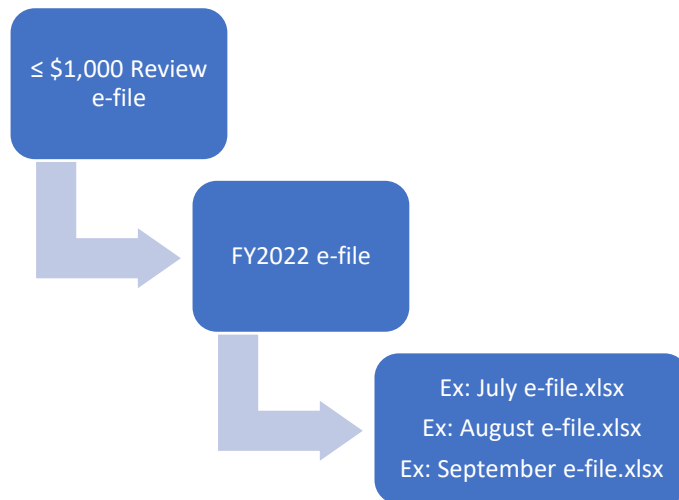 ≤ $1,000 Review
e-file
FY2022 e-file
Ex: July e-file.xlsx
Ex: August e-file.xlsx
Ex: September e-file.xlsx